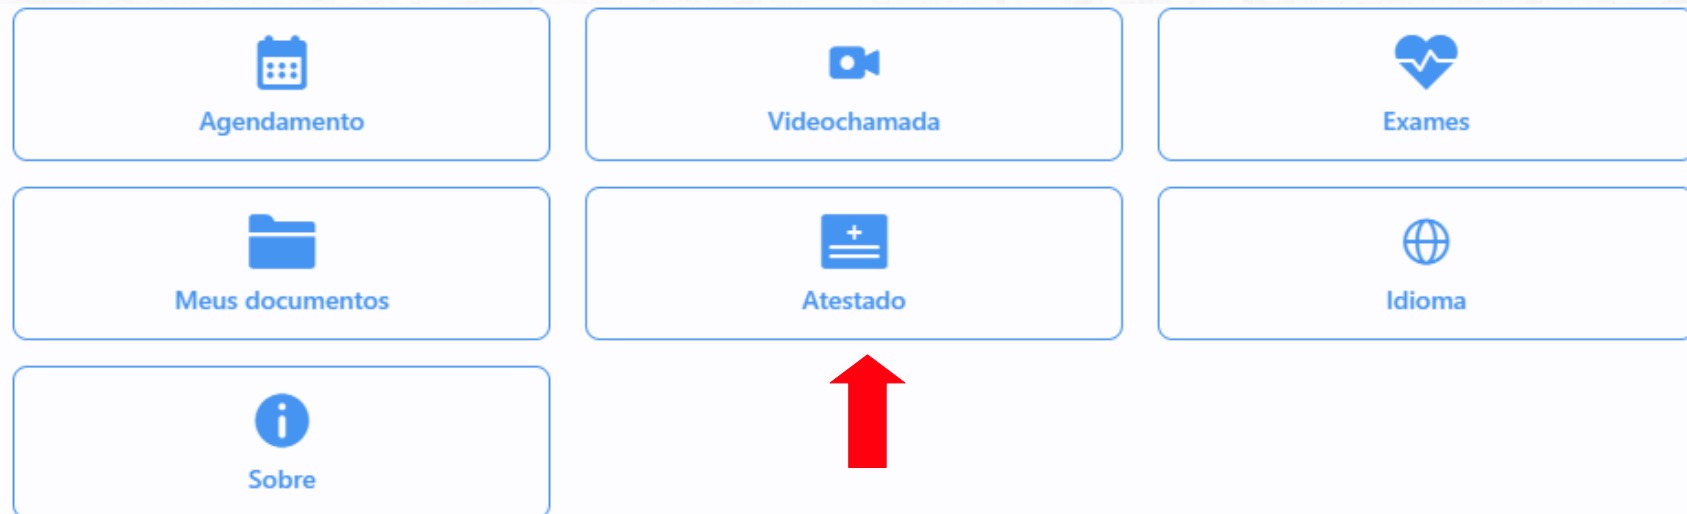 Agendamento
Videochamada
Exames
Meus documentos
Atestado
Idioma
Sobre